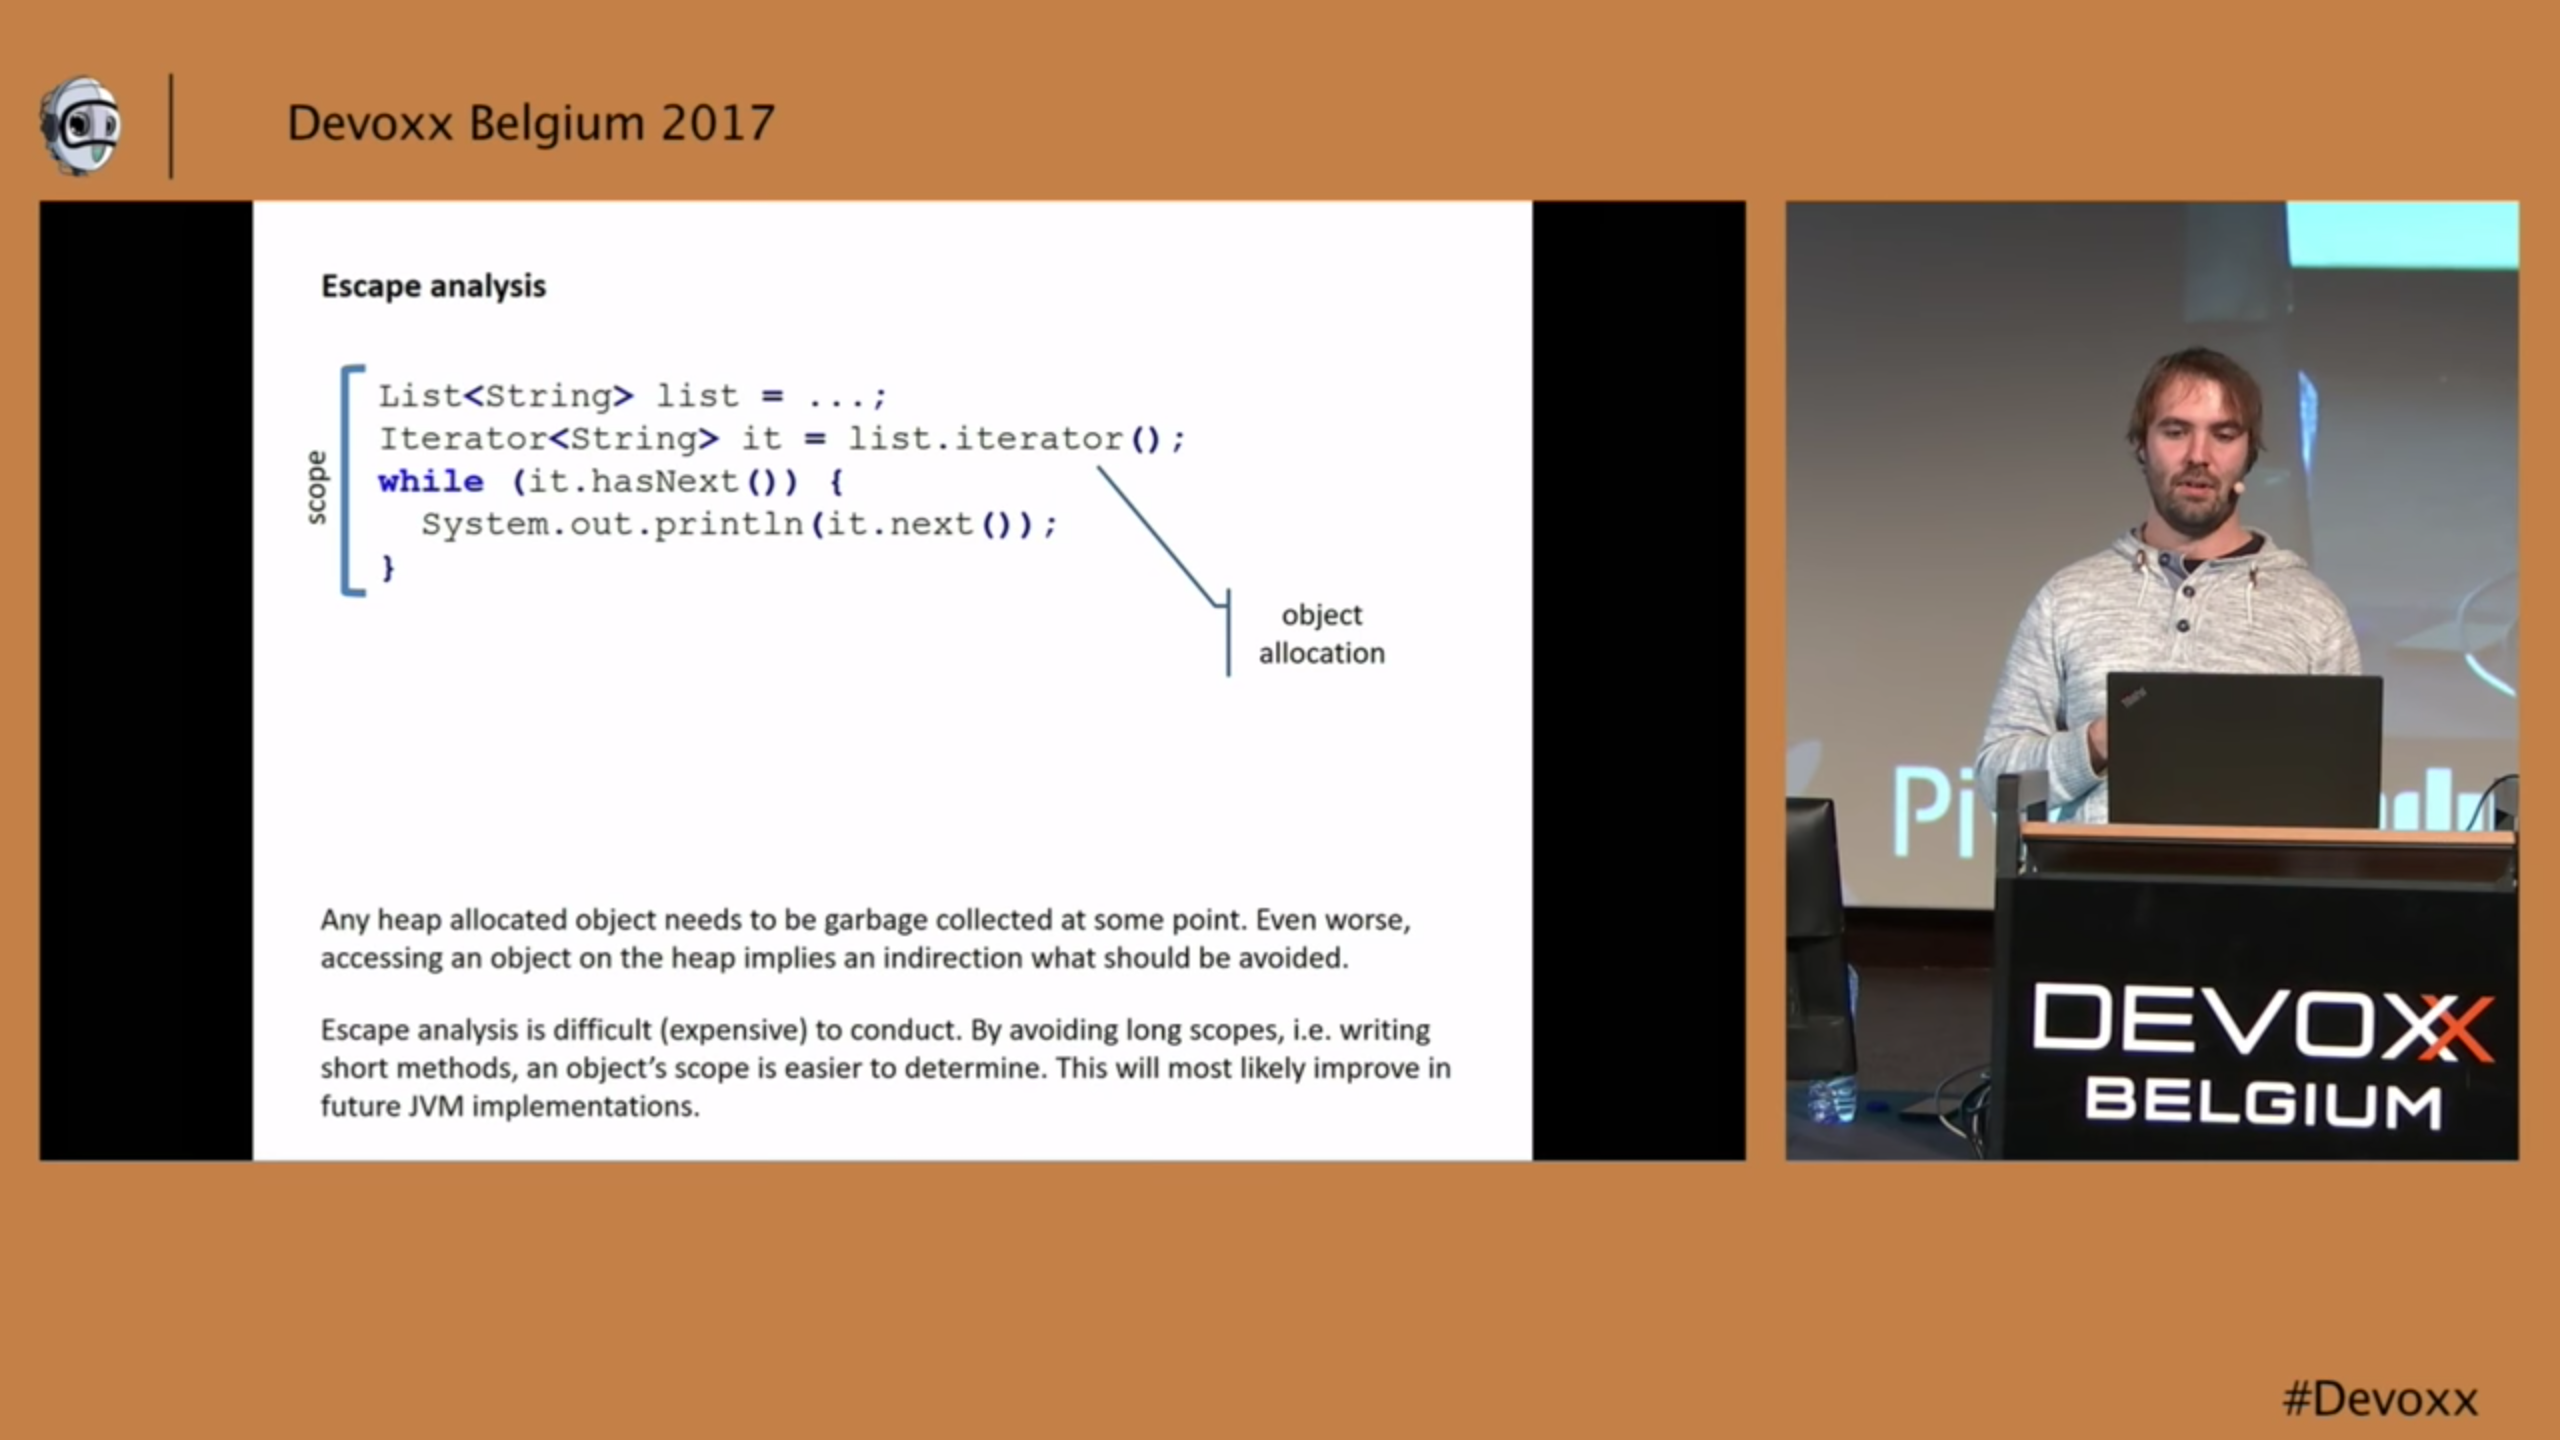 Devoxx Belgium 2017
Escape analysis
scope
List<String> list = ...;
Iterator<String> it = list.iterator();
while (it.hasNext()) {
  System.out.println(it.next());
}
object
allocation
Any heap allocated object needs to be garbage collected at some point. Even worse,
accessing an object on the heap implies an indirection what should be avoided.
Escape analysis is difficult (expensive) to conduct. By avoiding long scopes, i.e. writing
short methods, an object’s scope is easier to determine. This will most likely improve in
future JVM implementations.
Pi
DEVOXX
BELGIUM
#Devoxx